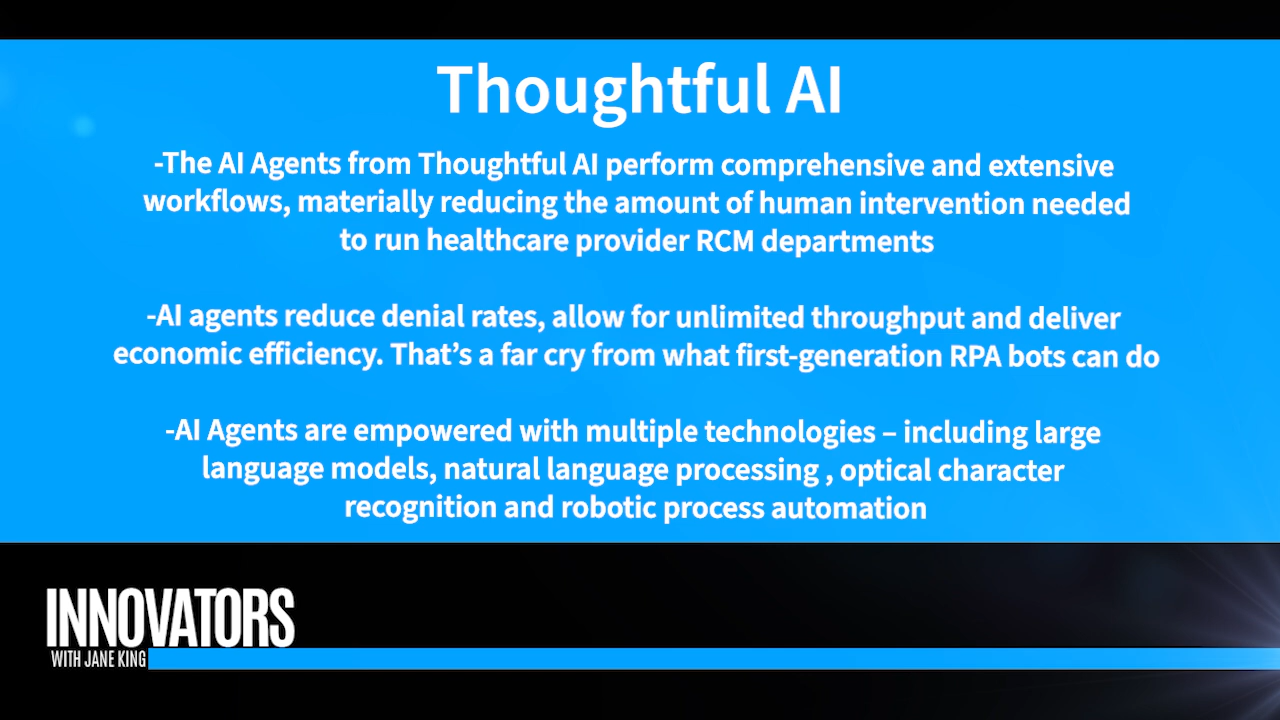 Thoughtful AI
-The AI Agents from Thoughtful AI perform comprehensive and extensive
workflows, materially reducing the amount of human intervention needed
to run healthcare provider RCM departments
-AI agents reduce denial rates, allow for unlimited throughput and deliver
economic efficiency. That’s a far cry from what first-generation RPA bots can do
-AI Agents are empowered with multiple technologies – including large
language models, natural language processing , optical character
recognition and robotic process automation
INNOVATORS
WITH JANE KING